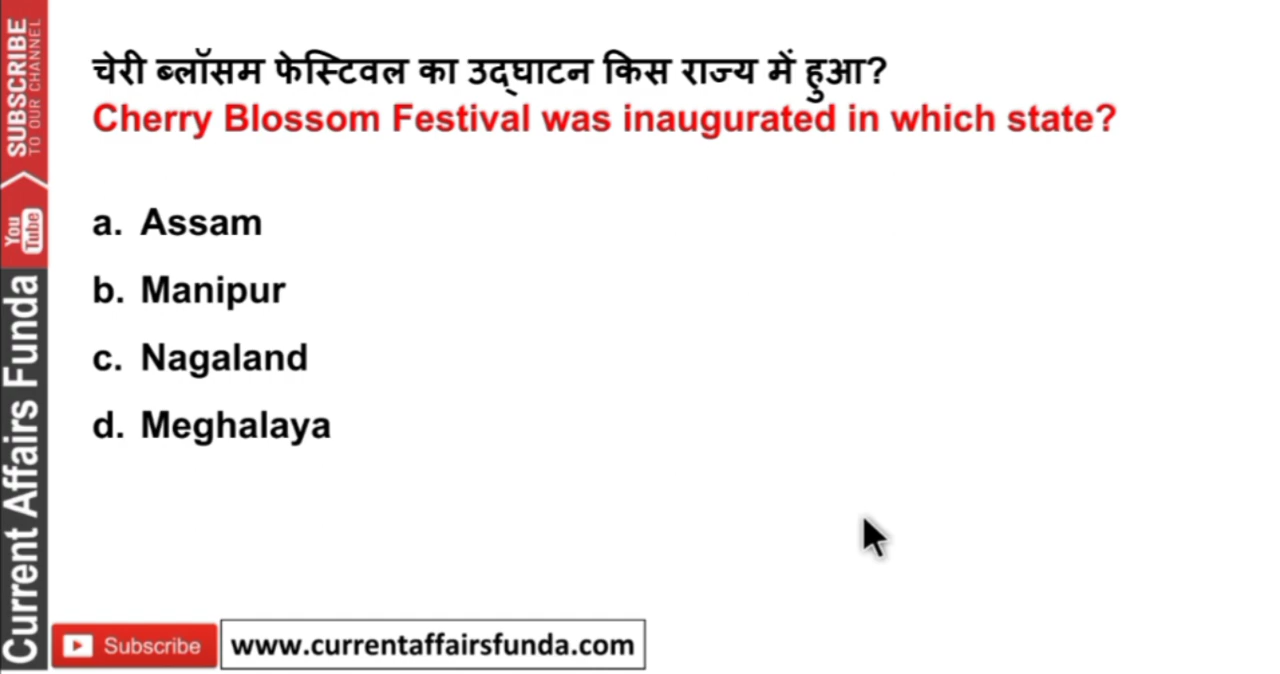 चेरी ब्लॉसम फेस्टिवल का उद्घाटन किस राज्य में हुआ?
Cherry Blossom Festival was inaugurated in which state?
a. Assam
b. Manipur
c. Nagaland
d. Meghalaya
SUBSCRIBE
TO OUR CHANNEL
You
Tube
Current Affairs Funda
Subscribe
www.currentaffairsfunda.com